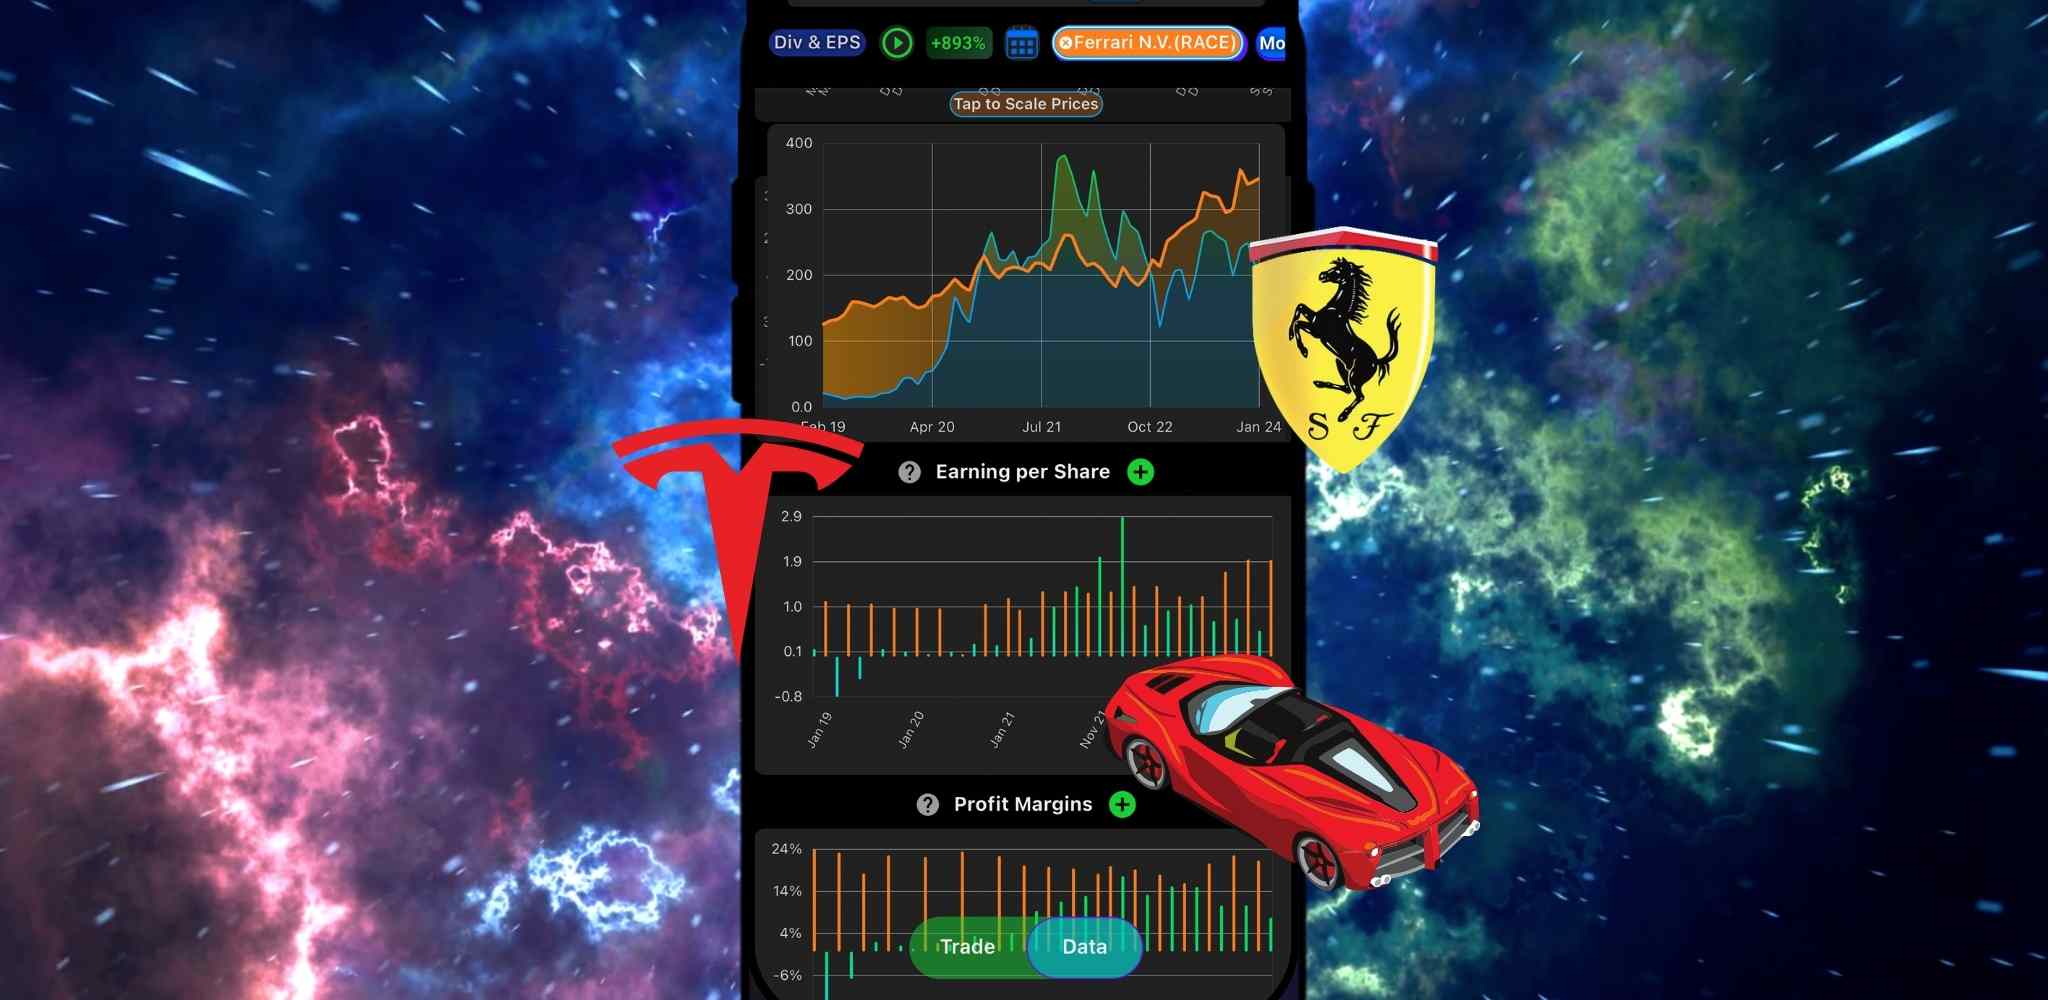 Div & EPS
+893%
Ferrari N.V.(RACE)
Mo
Tap to Scale Prices
400
300
200
100
0.0
Feb 19
Apr 20
Jul 21
Oct 22
Jan 24
S F
? Earning per Share +
2.9
1.9
1.0
0.1
-0.8
Jan 19
Jan 20
Jan 21
Nov 21
? Profit Margins +
24%
14%
4%
-6%
Trade
Data